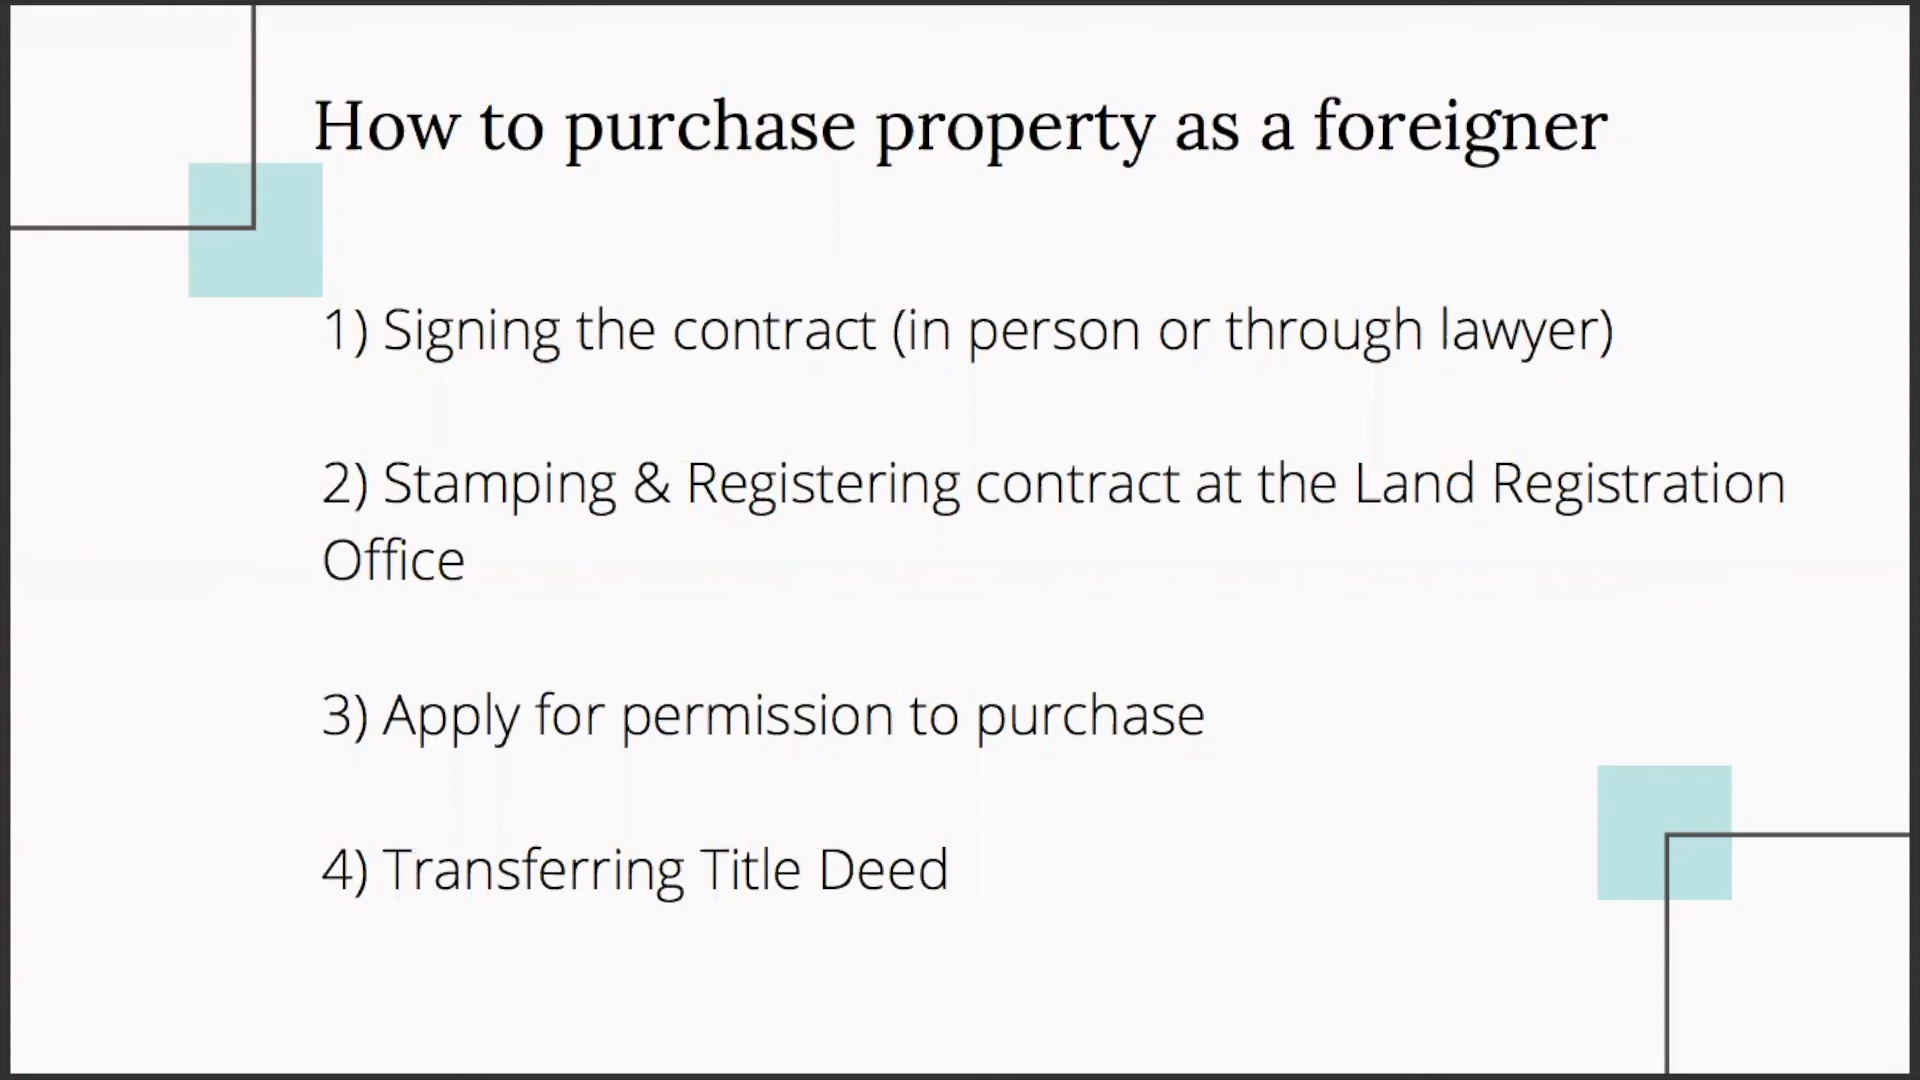 How to purchase property as a foreigner
1) Signing the contract (in person or through lawyer)
2) Stamping & Registering contract at the Land Registration
Office
3) Apply for permission to purchase
4) Transferring Title Deed